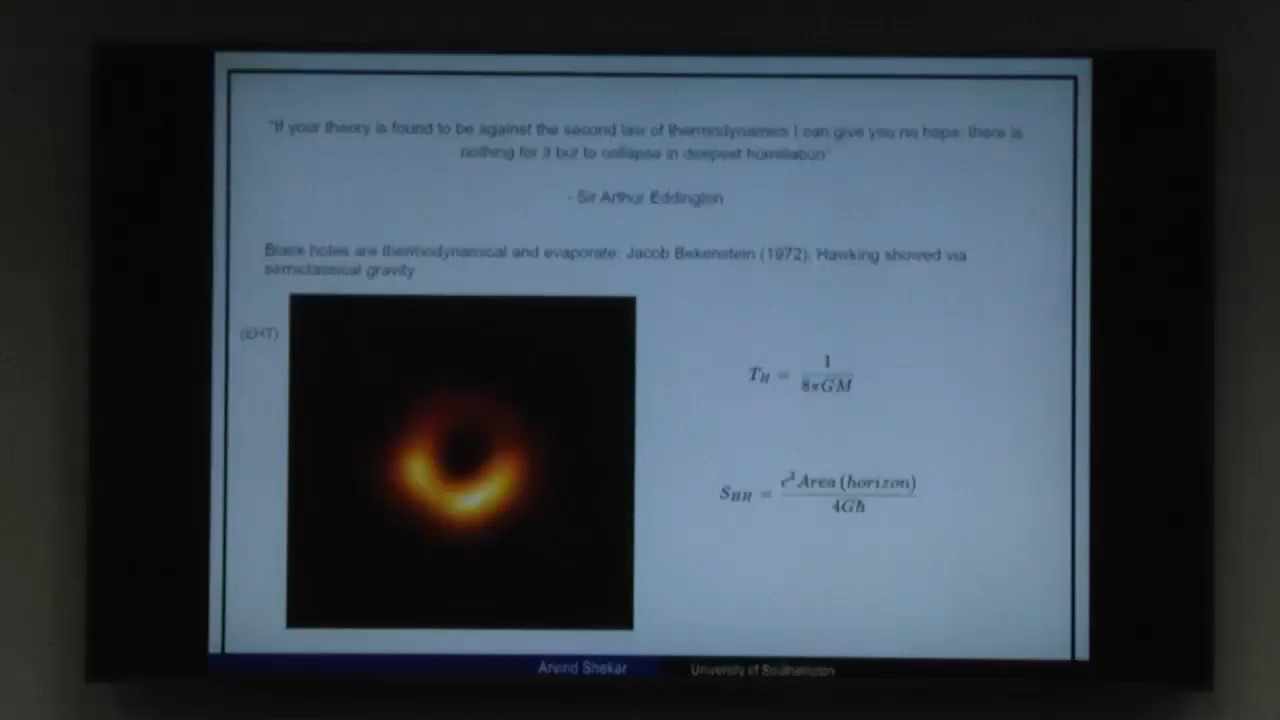 "If your theory is found to be against the second law of thermodynamics I can give you no hope; there is
nothing for it but to collapse in deepest humiliation"
- Sir Arthur Eddington
Black holes are thermodynamical and evaporate: Jacob Bekenstein (1972). Hawking showed via
semiclassical gravity
(EHT)
T_H = 1 / 8πGM
S_BH = c³ Area (horizon) / 4Għ
Arvind Shekar
University of Southampton